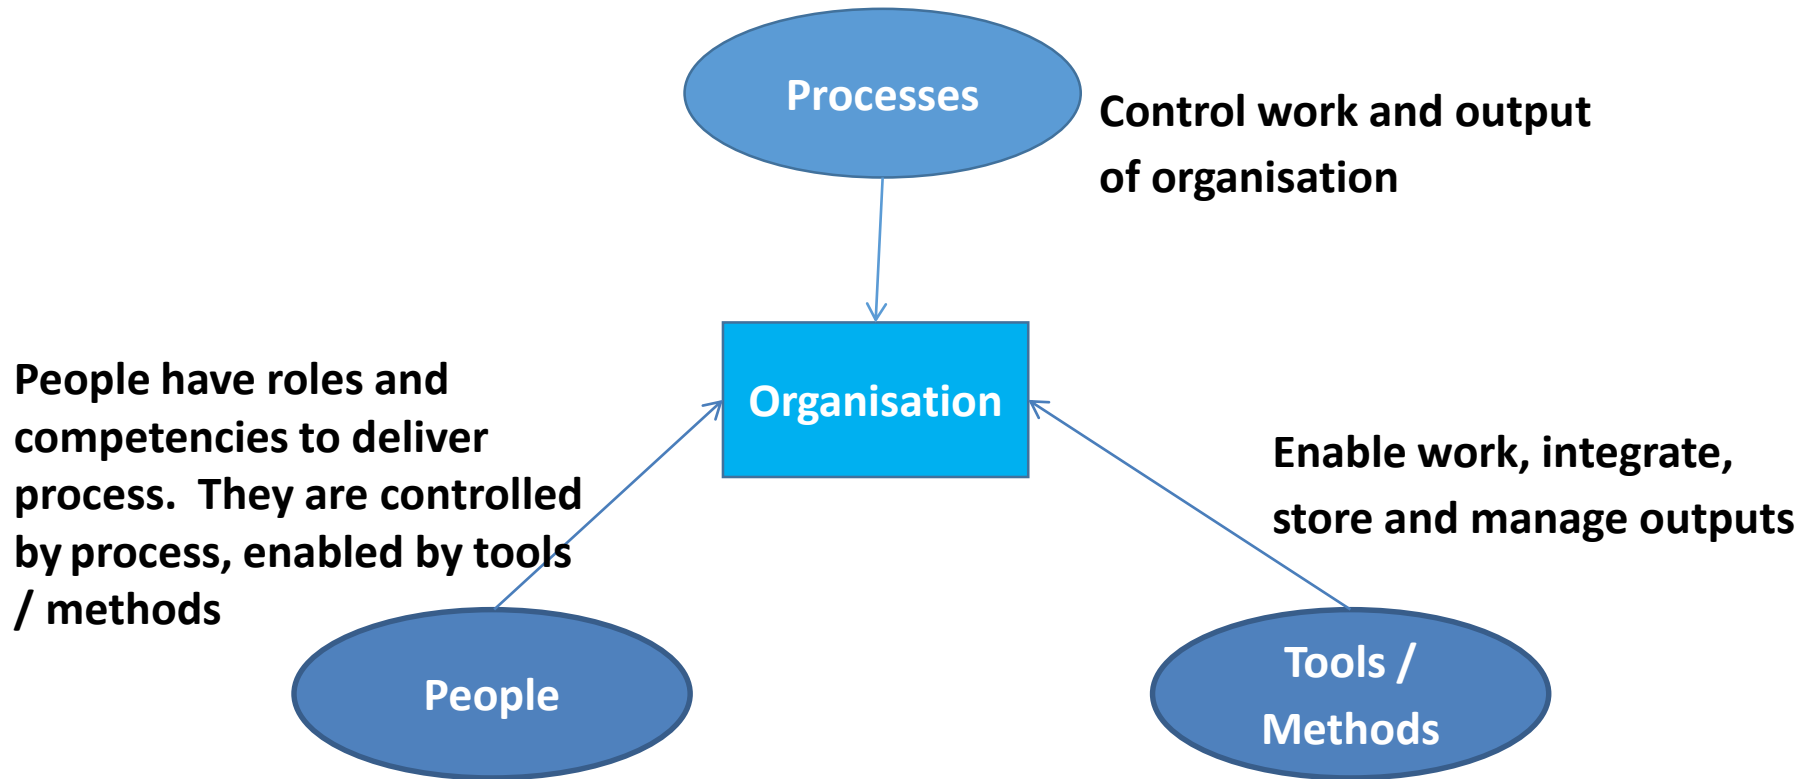 Processes
Control work and output
of organisation
Organisation
People have roles and
competencies to deliver
process.  They are controlled
by process, enabled by tools
/ methods
Enable work, integrate,
store and manage outputs
People
Tools /
Methods